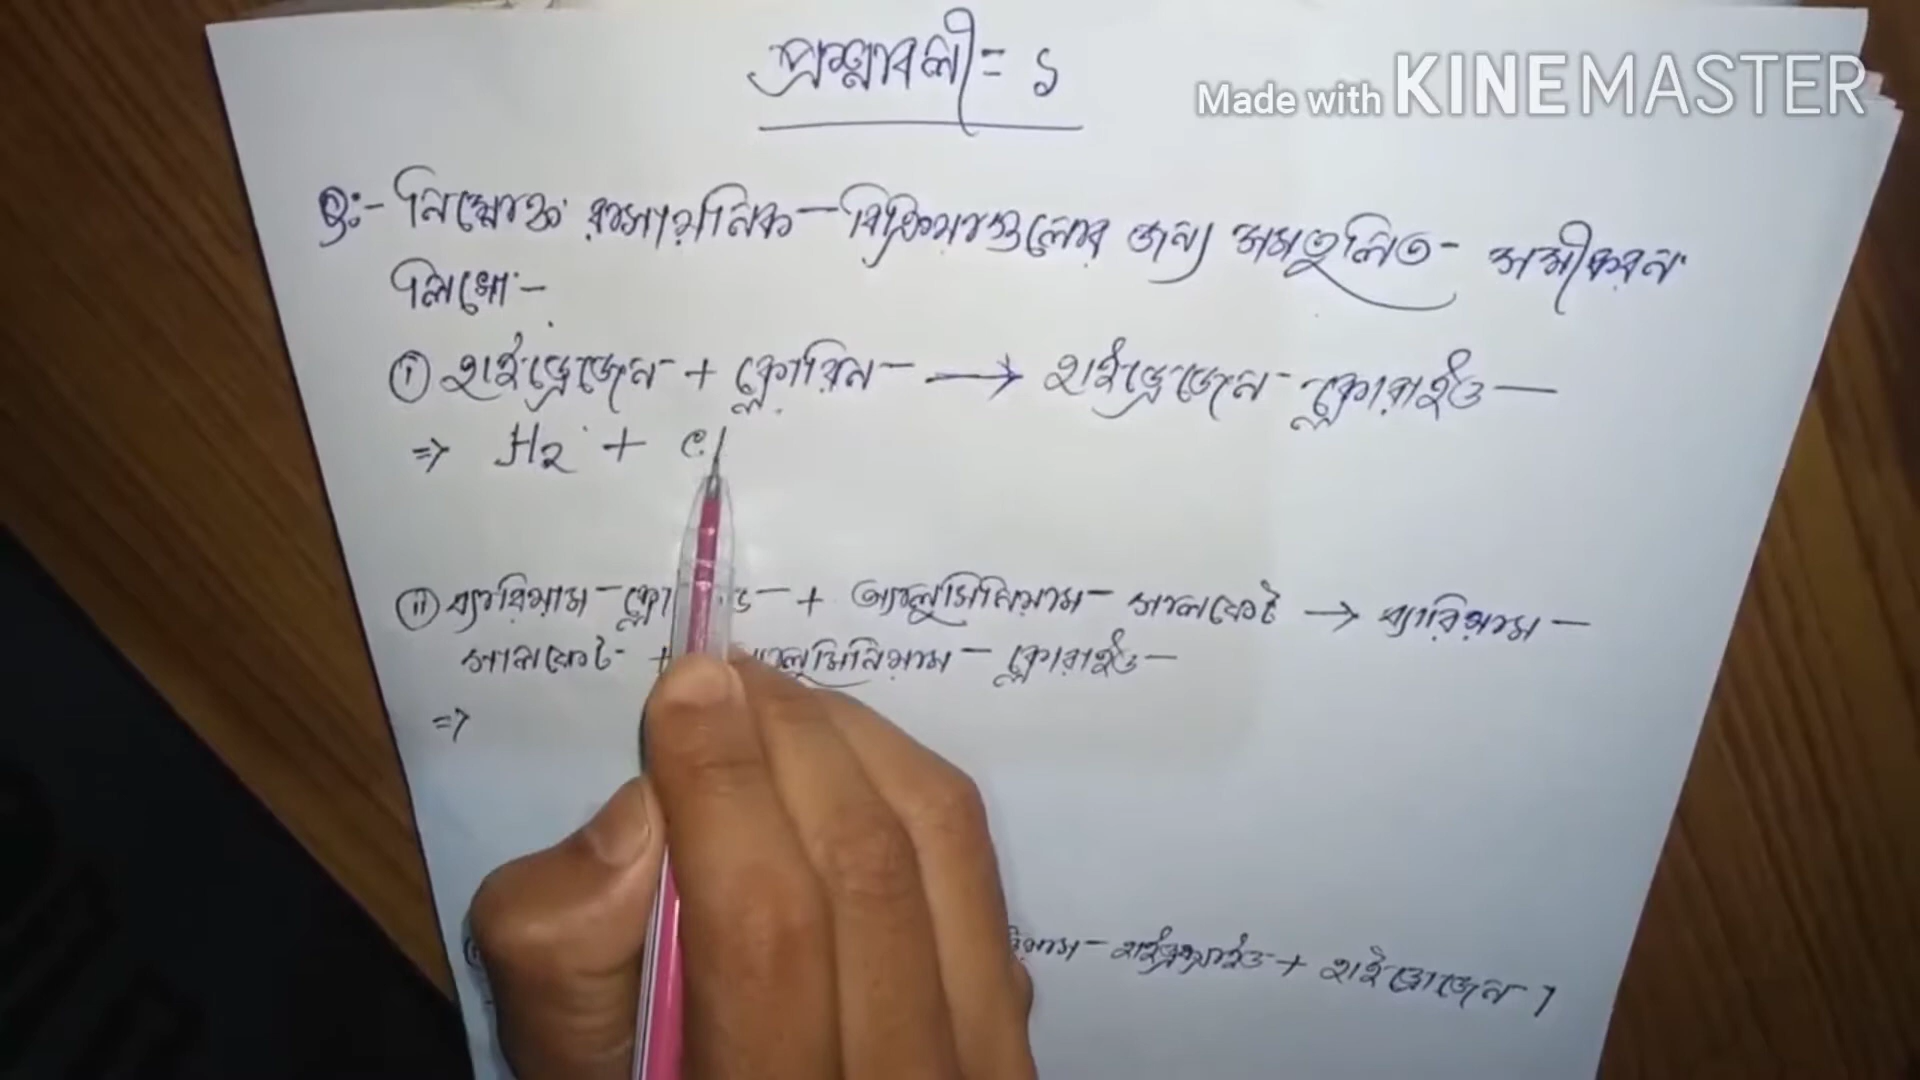 প্রশ্নাবলী = ১
Made with KINEMASTER
প্রঃ- নিম্নোক্ত রাসায়নিক বিক্রিয়াগুলোর জন্য সমতুলিত সমীকরন
লিখো:-
(i) হাইড্রোজেন + ক্লোরিন → হাইড্রোজেন ক্লোরাইড
⇒ H2 + Cl
(ii) ব্যারিয়াম + অ্যালুমিনিয়াম সালফেট → ব্যারিয়াম
সালফেট + ক্লোরাইড
⇒
হাইড্রক্সাইড + হাইড্রোজেন ।